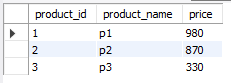 product_id product_name price
1 p1 980
2 p2 870
3 p3 330